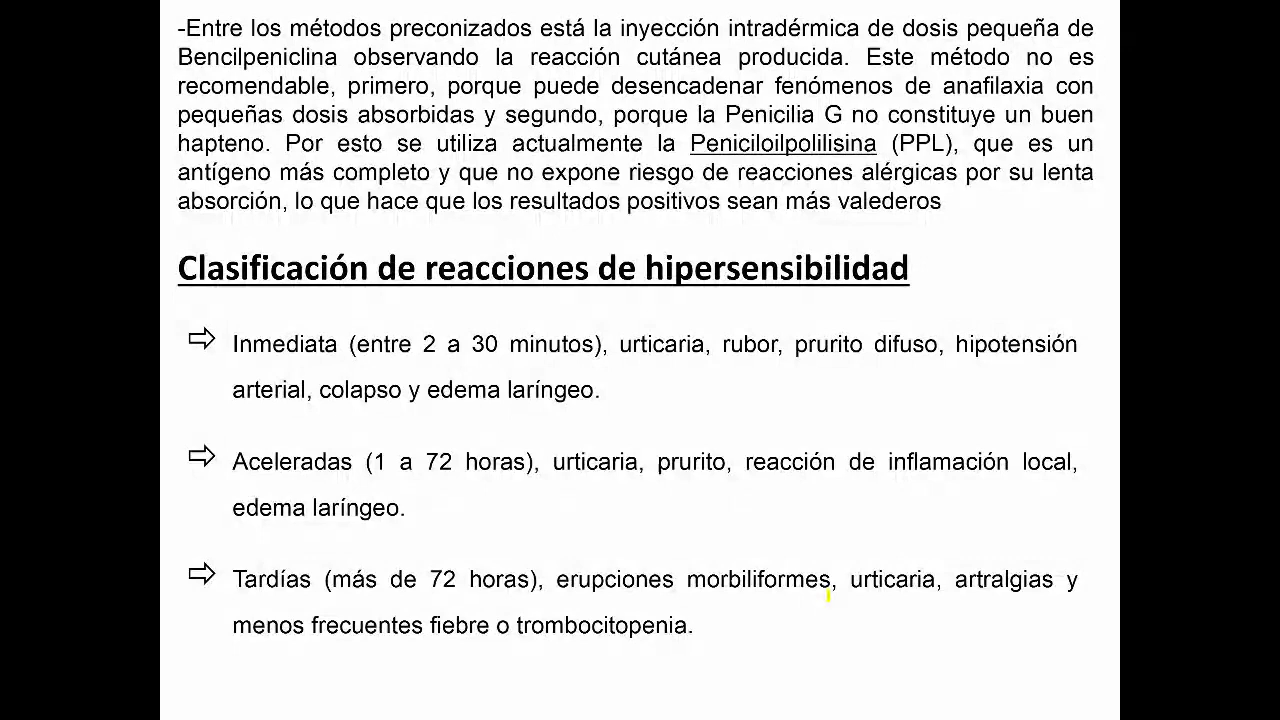 -Entre los métodos preconizados está la inyección intradérmica de dosis pequeña de
Bencilpeniclina observando la reacción cutánea producida. Este método no es
recomendable, primero, porque puede desencadenar fenómenos de anafilaxia con
pequeñas dosis absorbidas y segundo, porque la Penicilia G no constituye un buen
hapteno. Por esto se utiliza actualmente la Peniciloilpolilisina (PPL), que es un
antígeno más completo y que no expone riesgo de reacciones alérgicas por su lenta
absorción, lo que hace que los resultados positivos sean más valederos
Clasificación de reacciones de hipersensibilidad
⇨ Inmediata (entre 2 a 30 minutos), urticaria, rubor, prurito difuso, hipotensión
arterial, colapso y edema laríngeo.
⇨ Aceleradas (1 a 72 horas), urticaria, prurito, reacción de inflamación local,
edema laríngeo.
⇨ Tardías (más de 72 horas), erupciones morbiliformes, urticaria, artralgias y
menos frecuentes fiebre o trombocitopenia.